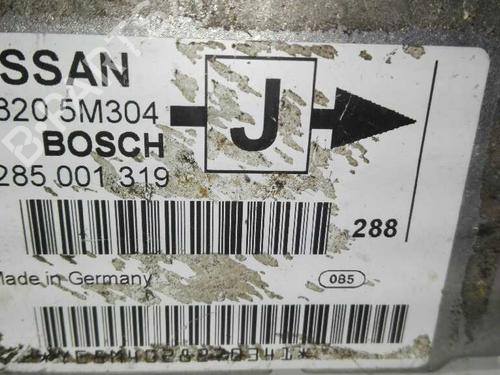 SSAN
820 5M304
J
BOSCH
285 001 319
288
Made in Germany
085